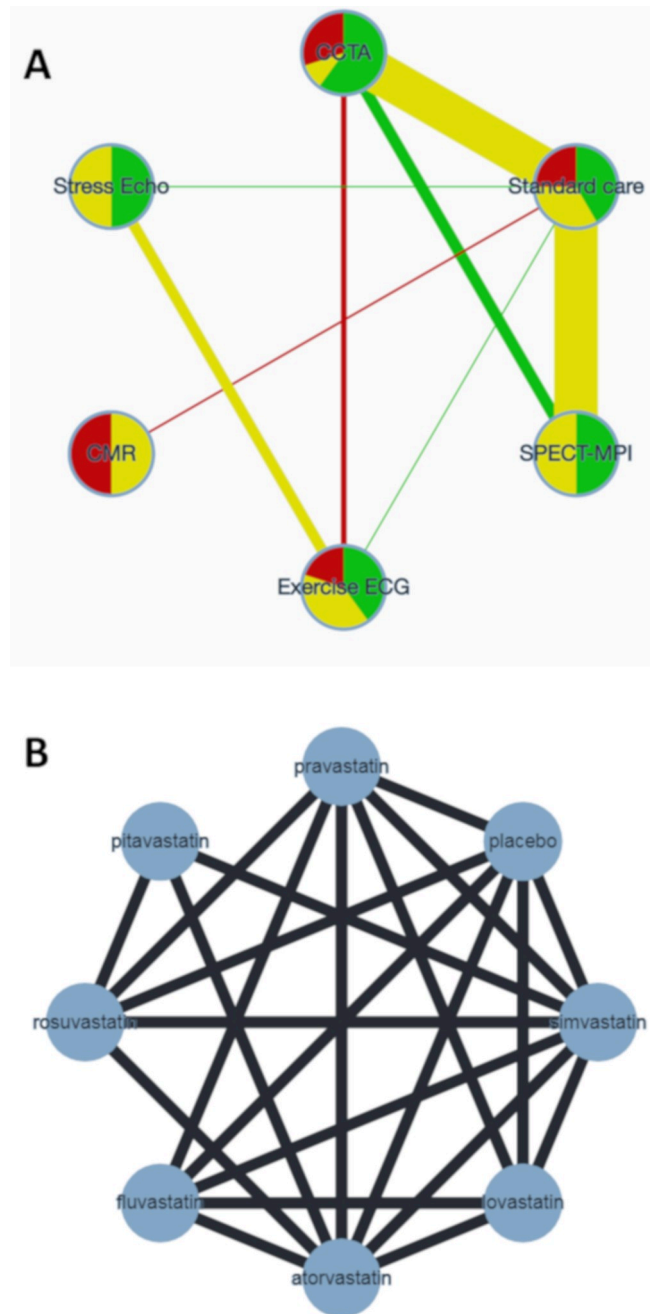 A
CCTA
Stress Echo
Standard care
CMR
SPECT-MPI
Exercise ECG
B
pravastatin
pitavastatin
placebo
rosuvastatin
simvastatin
fluvastatin
lovastatin
atorvastatin